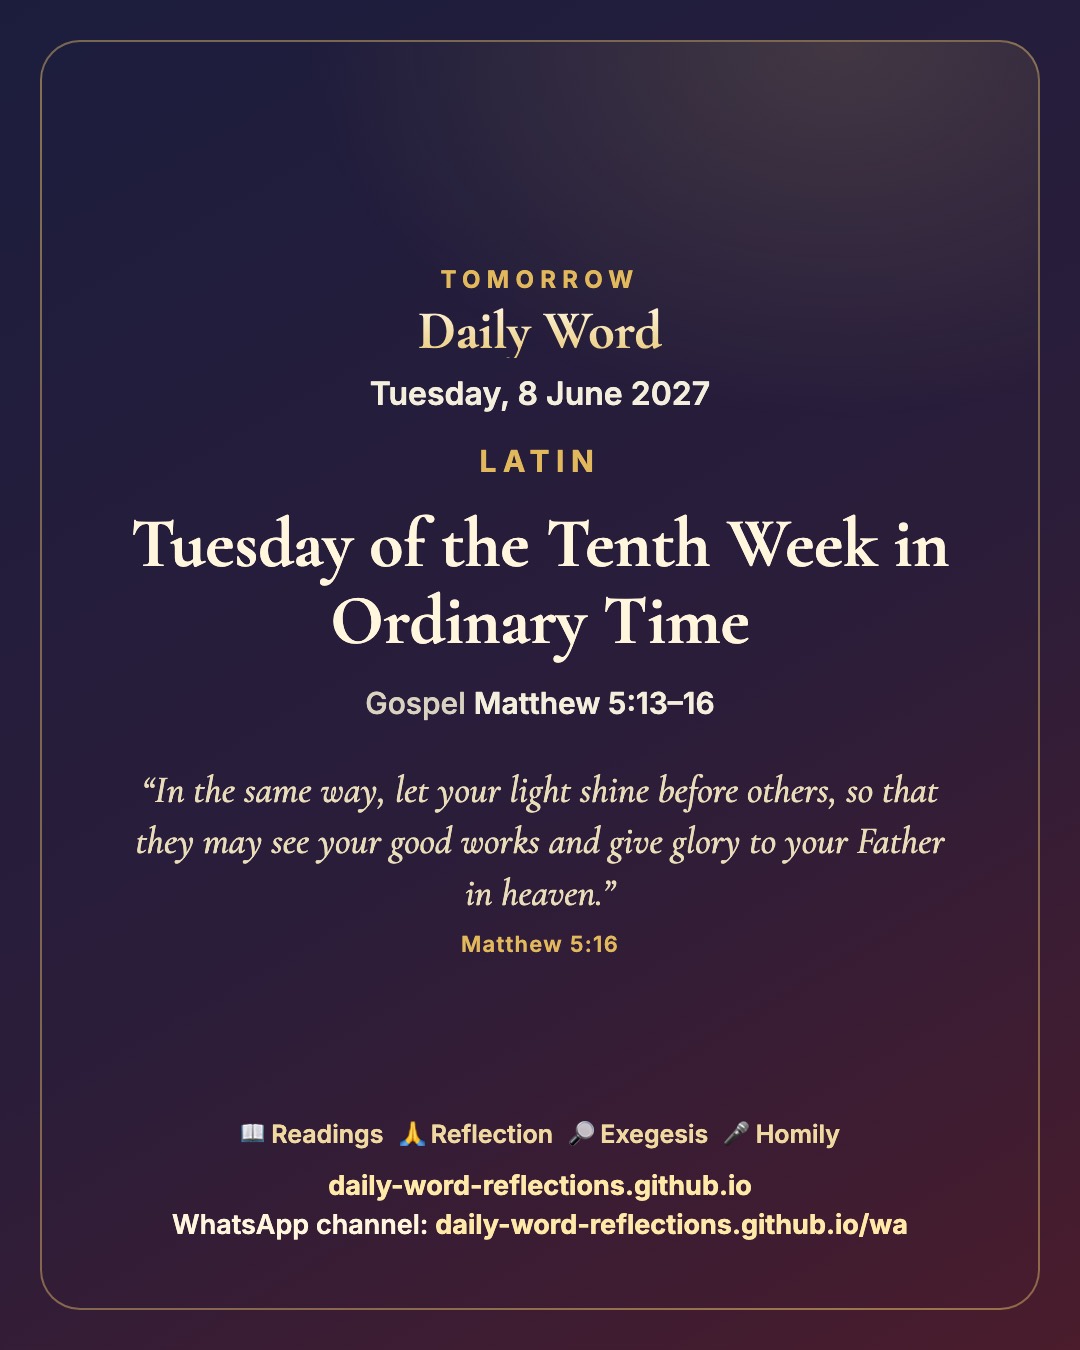 TOMORROW
Daily Word
Tuesday, 8 June 2027
LATIN
Tuesday of the Tenth Week in
Ordinary Time
Gospel Matthew 5:13–16
“In the same way, let your light shine before others, so that
they may see your good works and give glory to your Father
in heaven.”
Matthew 5:16
📖 Readings 🙏 Reflection 🔎 Exegesis 🎤 Homily
daily-word-reflections.github.io
WhatsApp channel: daily-word-reflections.github.io/wa